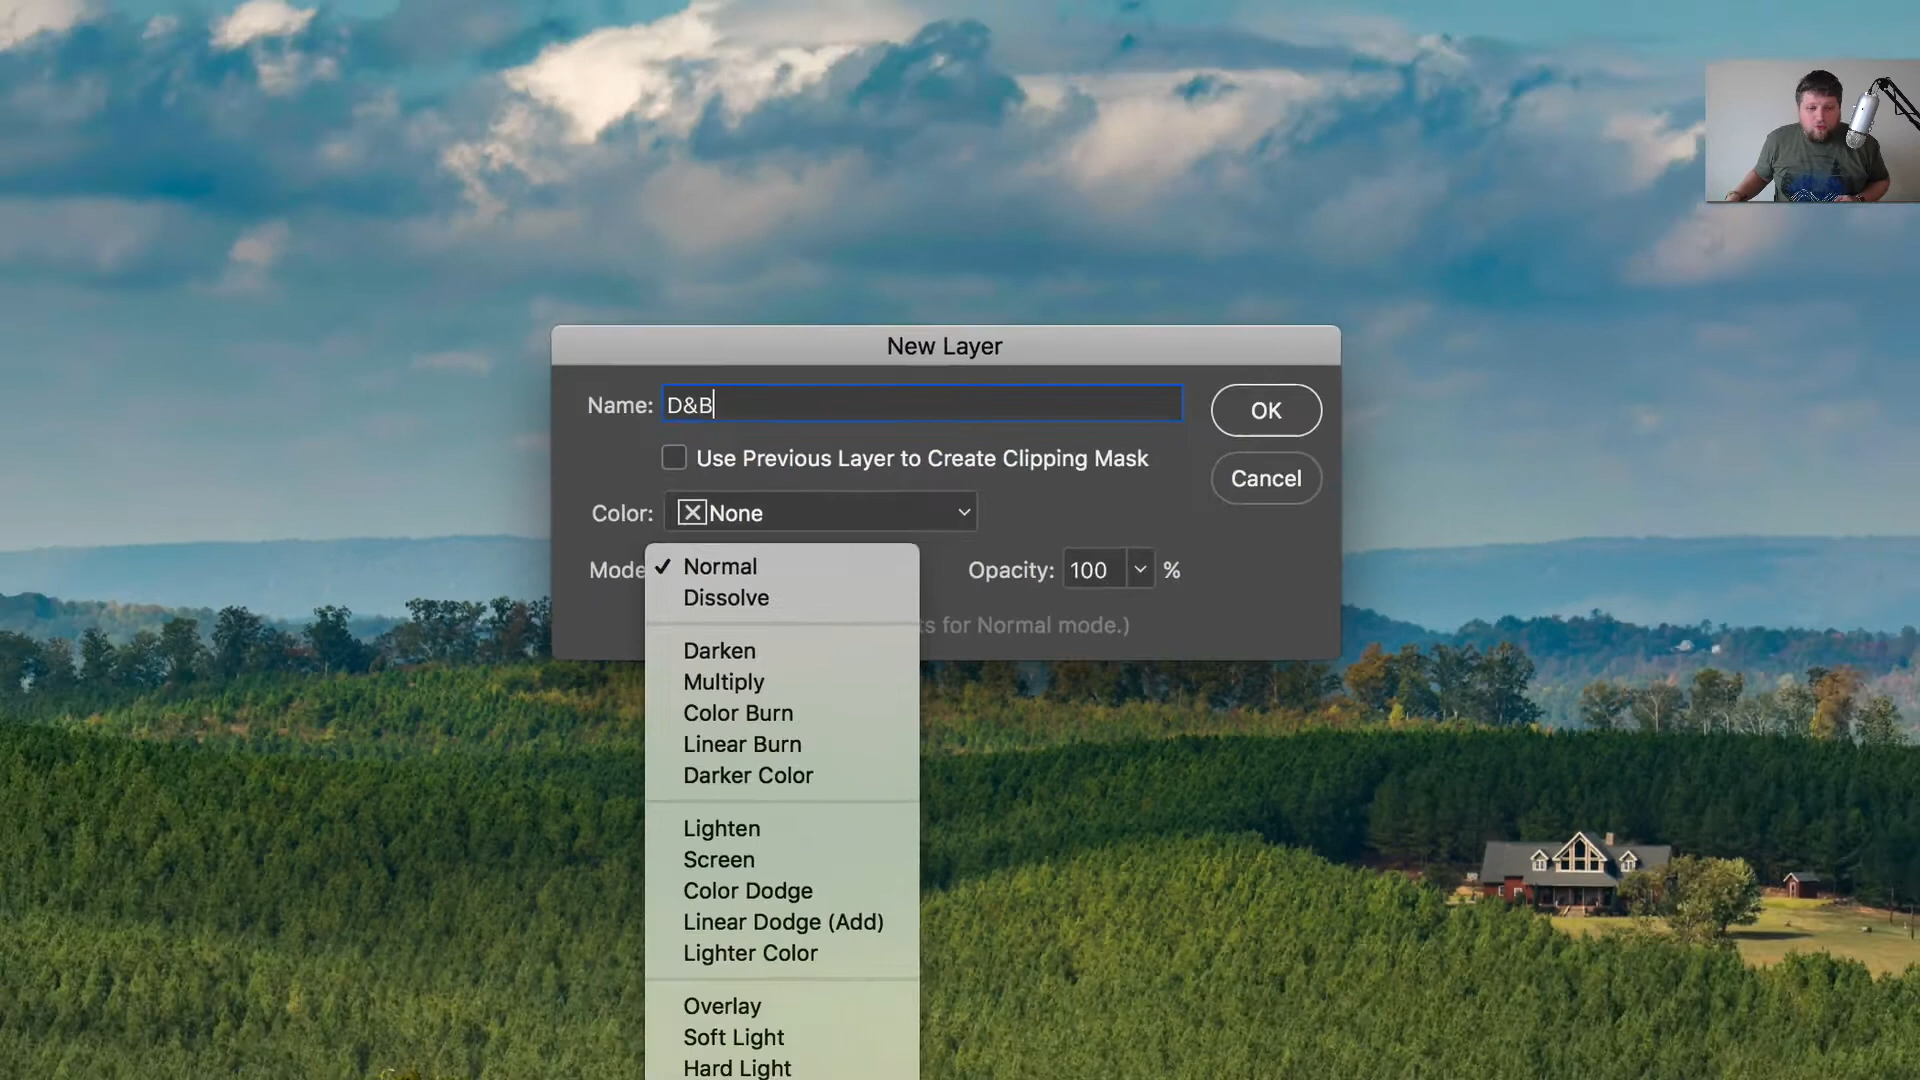 New Layer
Name: D&B
OK
Use Previous Layer to Create Clipping Mask
Cancel
Color: None
Mode
Opacity: 100 %
ts for Normal mode.)
Normal
Dissolve
Darken
Multiply
Color Burn
Linear Burn
Darker Color
Lighten
Screen
Color Dodge
Linear Dodge (Add)
Lighter Color
Overlay
Soft Light
Hard Light